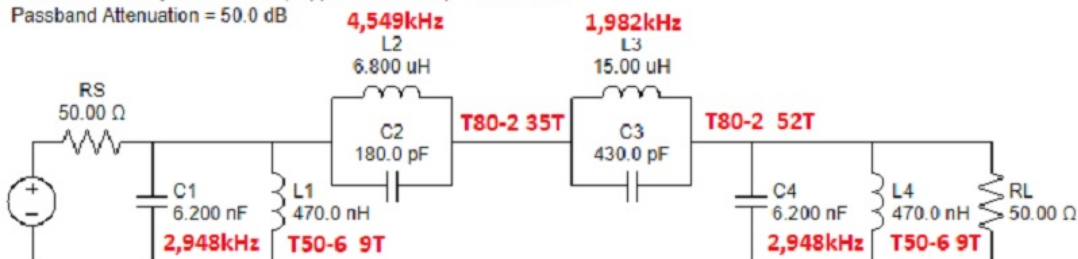 Passband Attenuation = 50.0 dB
4,549kHz
L2
6.800 uH
1,982kHz
L3
15.00 uH
RS
50.00 Ω
C2
180.0 pF
T80-2 35T
C3
430.0 pF
T80-2 52T
+
−
C1
6.200 nF
2,948kHz
L1
470.0 nH
T50-6 9T
C4
6.200 nF
2,948kHz
L4
470.0 nH
T50-6 9T
RL
50.00 Ω